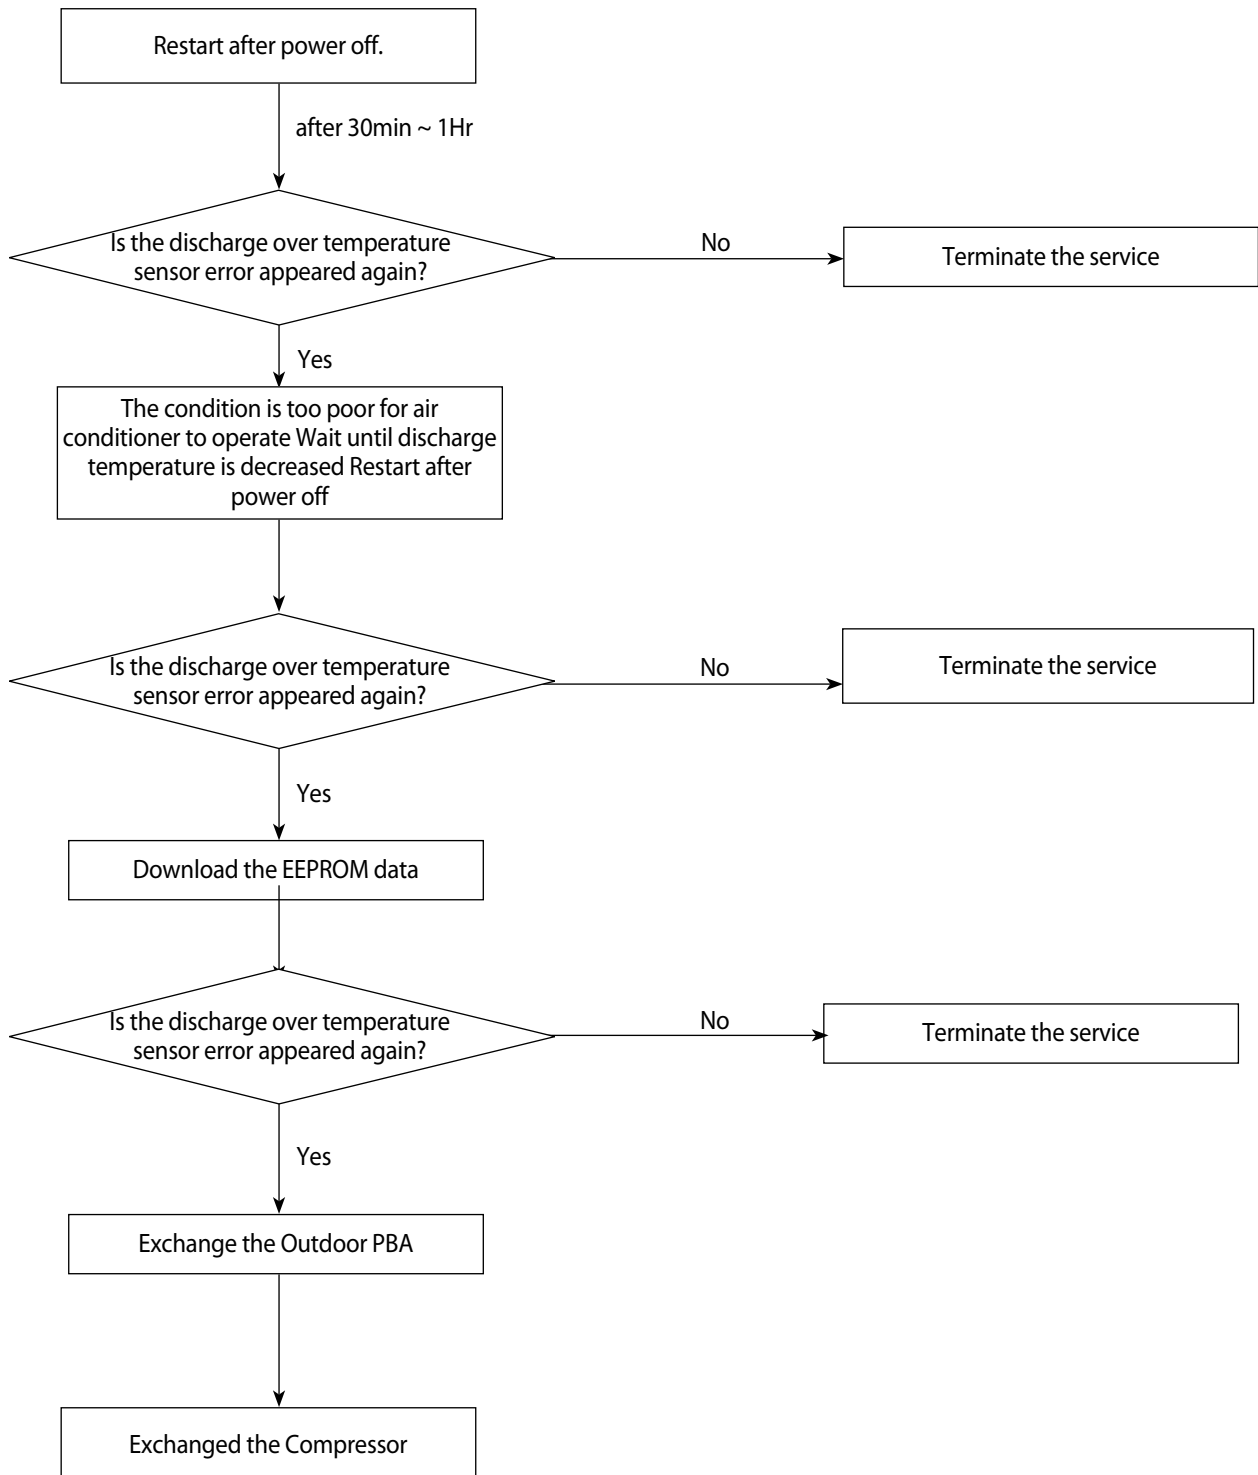 Restart after power off.
after 30min ~ 1Hr
Is the discharge over temperature
sensor error appeared again?
No
Terminate the service
Yes
The condition is too poor for air
conditioner to operate Wait until discharge
temperature is decreased Restart after
power off
Is the discharge over temperature
sensor error appeared again?
No
Terminate the service
Yes
Download the EEPROM data
Is the discharge over temperature
sensor error appeared again?
No
Terminate the service
Yes
Exchange the Outdoor PBA
Exchanged the Compressor